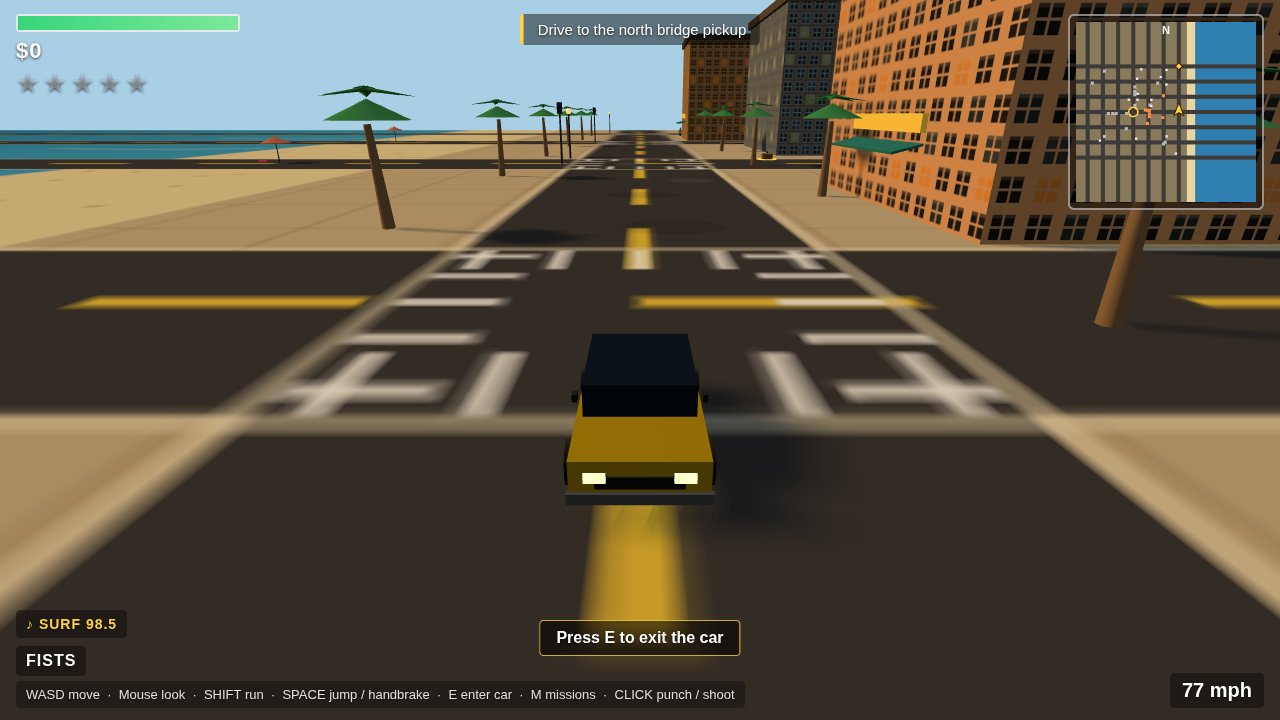 $0
Drive to the north bridge pickup
N
Press E to exit the car
♪ SURF 98.5
FISTS
WASD move · Mouse look · SHIFT run · SPACE jump / handbrake · E enter car · M missions · CLICK punch / shoot
77 mph